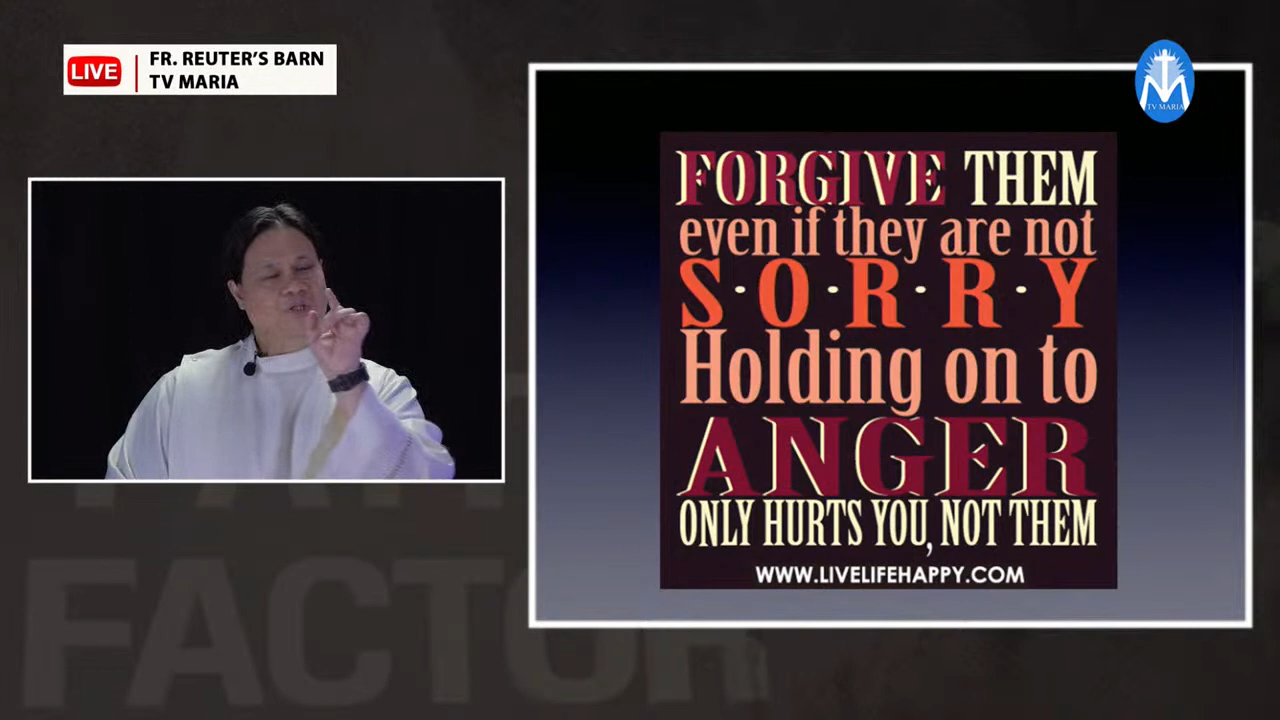 LIVE
FR. REUTER'S BARN
TV MARIA
TV MARIA
FORGIVE THEM
even if they are not
S·O·R·R·Y
Holding on to
ANGER
ONLY HURTS YOU, NOT THEM
WWW.LIVELIFEHAPPY.COM
FACTOR